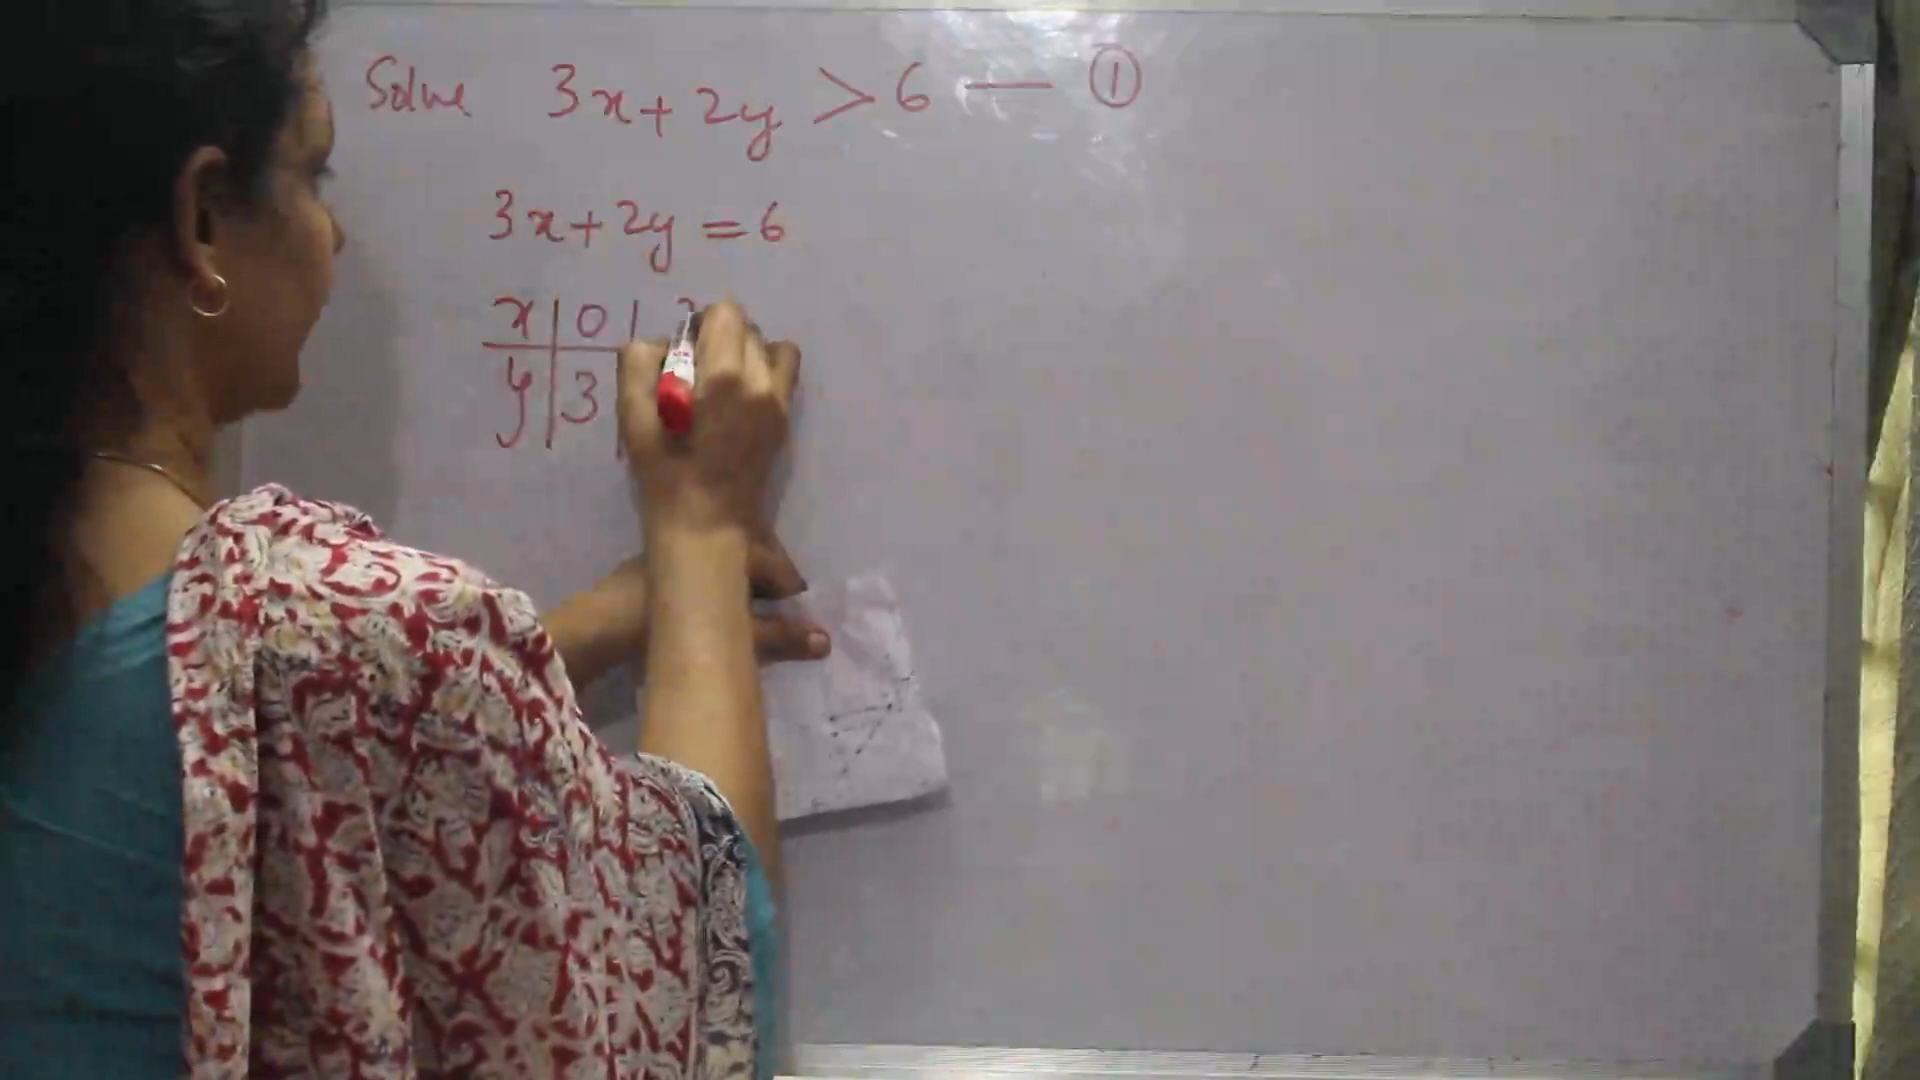 Solve 3x + 2y > 6 — ①
3x + 2y = 6
x | 0 |
y | 3 |